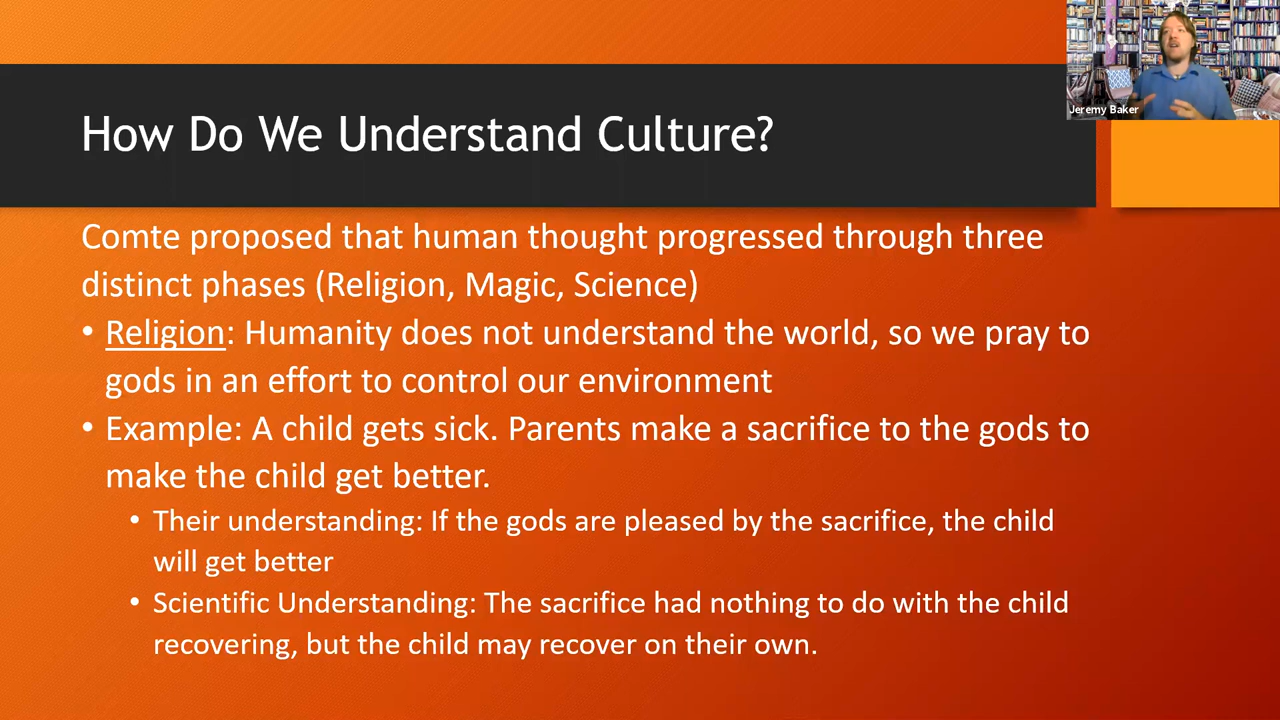 Jeremy Baker
How Do We Understand Culture?
Comte proposed that human thought progressed through three
distinct phases (Religion, Magic, Science)
• Religion: Humanity does not understand the world, so we pray to
gods in an effort to control our environment
• Example: A child gets sick. Parents make a sacrifice to the gods to
make the child get better.
• Their understanding: If the gods are pleased by the sacrifice, the child
will get better
• Scientific Understanding: The sacrifice had nothing to do with the child
recovering, but the child may recover on their own.